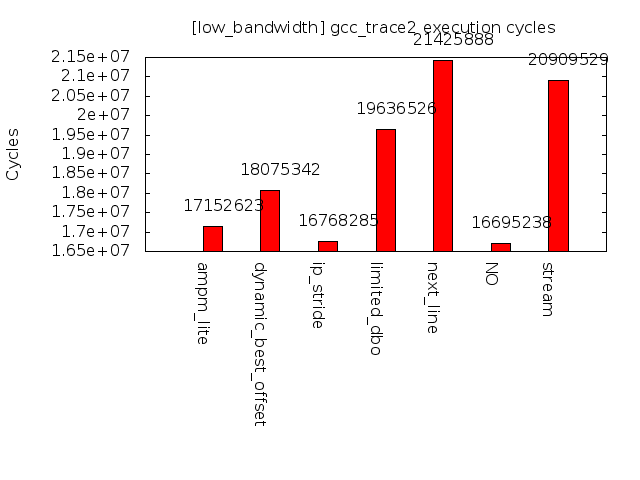 [low_bandwidth] gcc_trace2 execution cycles
Cycles
2.15e+07
2.1e+07
2.05e+07
2e+07
1.95e+07
1.9e+07
1.85e+07
1.8e+07
1.75e+07
1.7e+07
1.65e+07
17152623
18075342
16768285
19636526
21425888
16695238
20909529
ampm_lite
dynamic_best_offset
ip_stride
limited_dbo
next_line
NO
stream